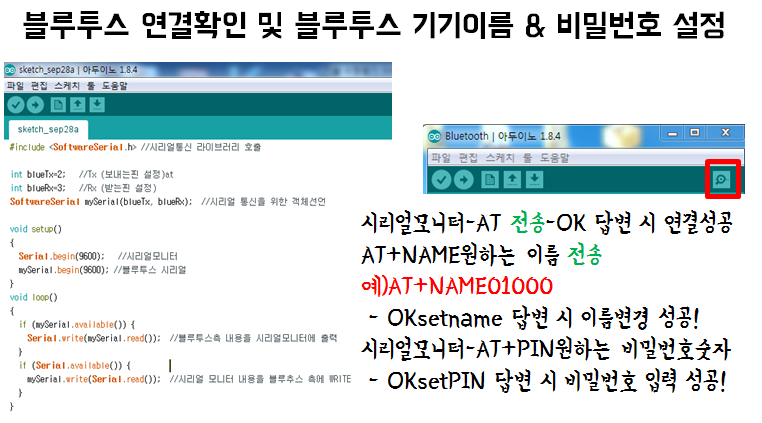 블루투스 연결확인 및 블루투스 기기이름 & 비밀번호 설정
sketch_sep28a | 아두이노 1.8.4
파일 편집 스케치 툴 도움말
sketch_sep28a
#include <SoftwareSerial.h> //시리얼통신 라이브러리 호출
int blueTx=2;   //Tx (보내는핀 설정)at
int blueRx=3;   //Rx (받는핀 설정)
SoftwareSerial mySerial(blueTx, blueRx);  //시리얼 통신을 위한 객체선언
void setup()
{
  Serial.begin(9600);   //시리얼모니터
  mySerial.begin(9600); //블루투스 시리얼
}
void loop()
{
  if (mySerial.available()) {
    Serial.write(mySerial.read());  //블루투스측 내용을 시리얼모니터에 출력
  }
  if (Serial.available()) {
    mySerial.write(Serial.read());  //시리얼 모니터 내용을 블루추스 측에 WRITE
  }
}
Bluetooth | 아두이노 1.8.4
파일 편집 스케치 툴 도움말
시리얼모니터-AT 전송-OK 답변 시 연결성공
AT+NAME원하는 이름 전송
예)AT+NAME01000
- OKsetname 답변 시 이름변경 성공!
시리얼모니터-AT+PIN원하는 비밀번호숫자
- OKsetPIN 답변 시 비밀번호 입력 성공!